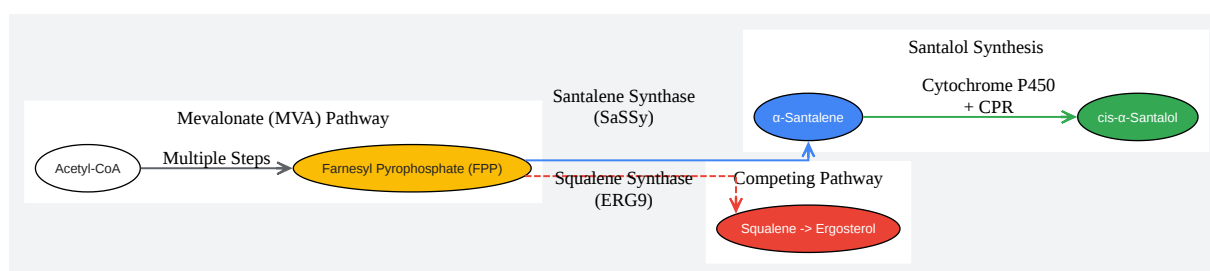 Mevalonate (MVA) Pathway
Acetyl-CoA
Multiple Steps
Farnesyl Pyrophosphate (FPP)
Santalene Synthase
(SaSSy)
Squalene Synthase
(ERG9)
Santalol Synthesis
α-Santalene
Cytochrome P450
+ CPR
cis-α-Santalol
Competing Pathway
Squalene -> Ergosterol